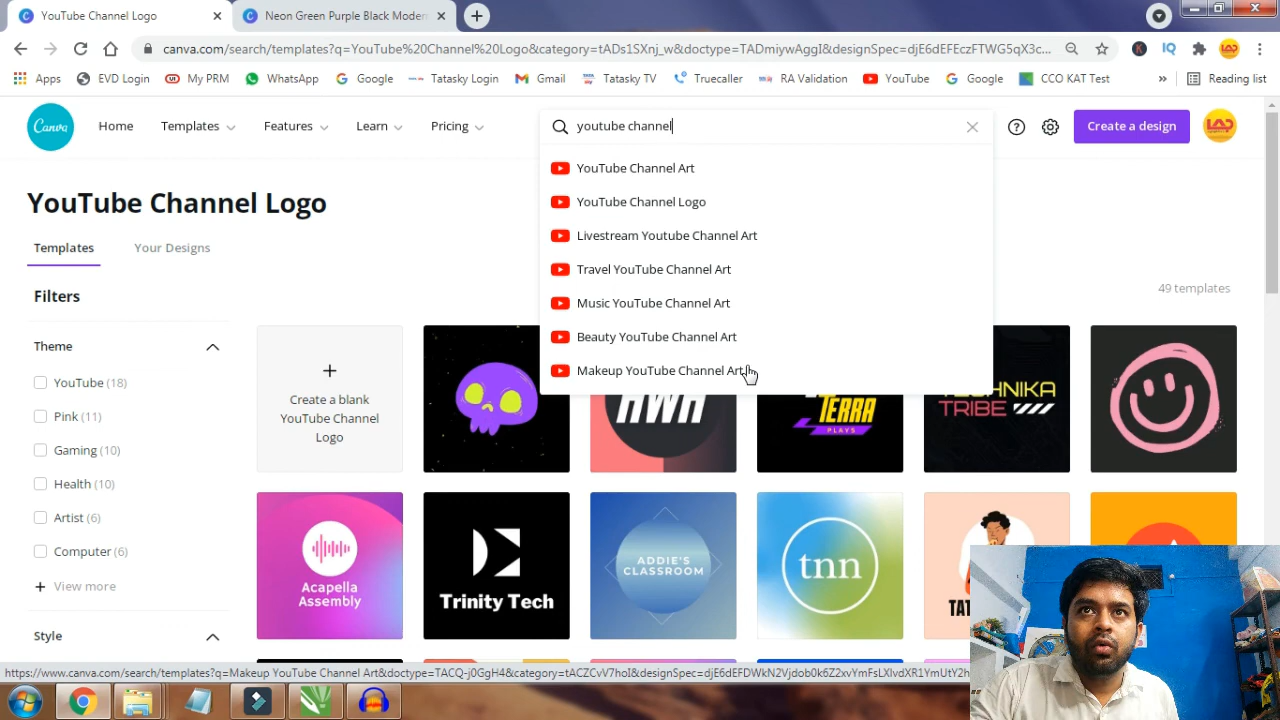 YouTube Channel Logo
Neon Green Purple Black Modern
canva.com/search/templates?q=YouTube%20Channel%20Logo&category=tADs1SXnj_w&doctype=TADmiywAggI&designSpec=djE6dEFEczFTWG5qX3c...
Apps
EVD Login
My PRM
WhatsApp
Google
Tatasky Login
Gmail
Tatasky TV
Truecaller
RA Validation
YouTube
Google
CCO KAT Test
»
Reading list
Canva
Home
Templates
Features
Learn
Pricing
youtube channel
Create a design
LAP
YouTube Channel Art
YouTube Channel Logo
Livestream Youtube Channel Art
Travel YouTube Channel Art
Music YouTube Channel Art
Beauty YouTube Channel Art
Makeup YouTube Channel Art
YouTube Channel Logo
Templates
Your Designs
Filters
49 templates
Theme
YouTube (18)
Pink (11)
Gaming (10)
Health (10)
Artist (6)
Computer (6)
+ View more
Style
+
Create a blank
YouTube Channel
Logo
TERRA
PLAYS
TECHNIKA
TRIBE
Acapella
Assembly
Trinity Tech
ADDIE'S
CLASSROOM
tnn
https://www.canva.com/search/templates?q=Makeup YouTube Channel Art&doctype=TACQ-j0GgH4&category=tACZCvV7hoI&designSpec=djE6dEFDWkN2Vjdob0k6Z2xvYmFsLXlvdXR1YmUtY2h